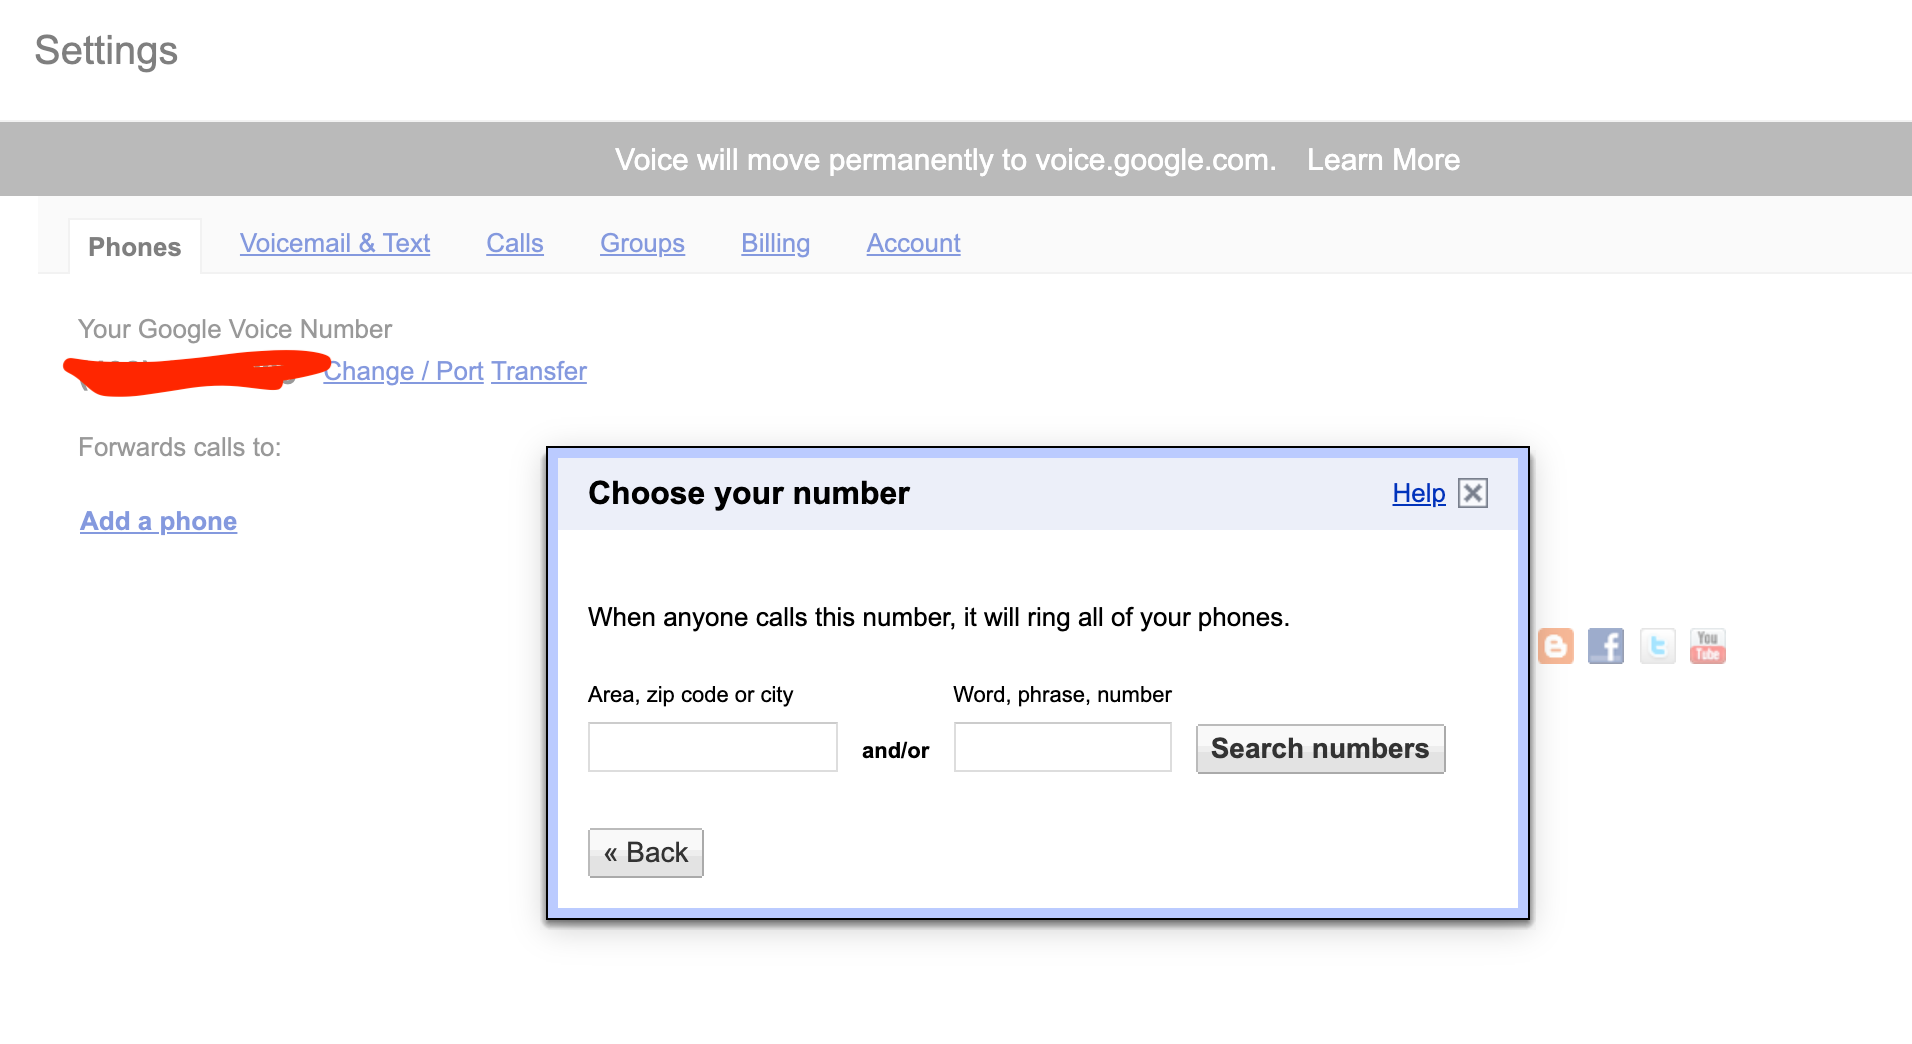 Settings
Voice will move permanently to voice.google.com. Learn More
Phones Voicemail & Text Calls Groups Billing Account
Your Google Voice Number
Change / Port Transfer
Forwards calls to:
Add a phone
Choose your number Help
When anyone calls this number, it will ring all of your phones.
Area, zip code or city Word, phrase, number
and/or Search numbers
« Back
You
Tube